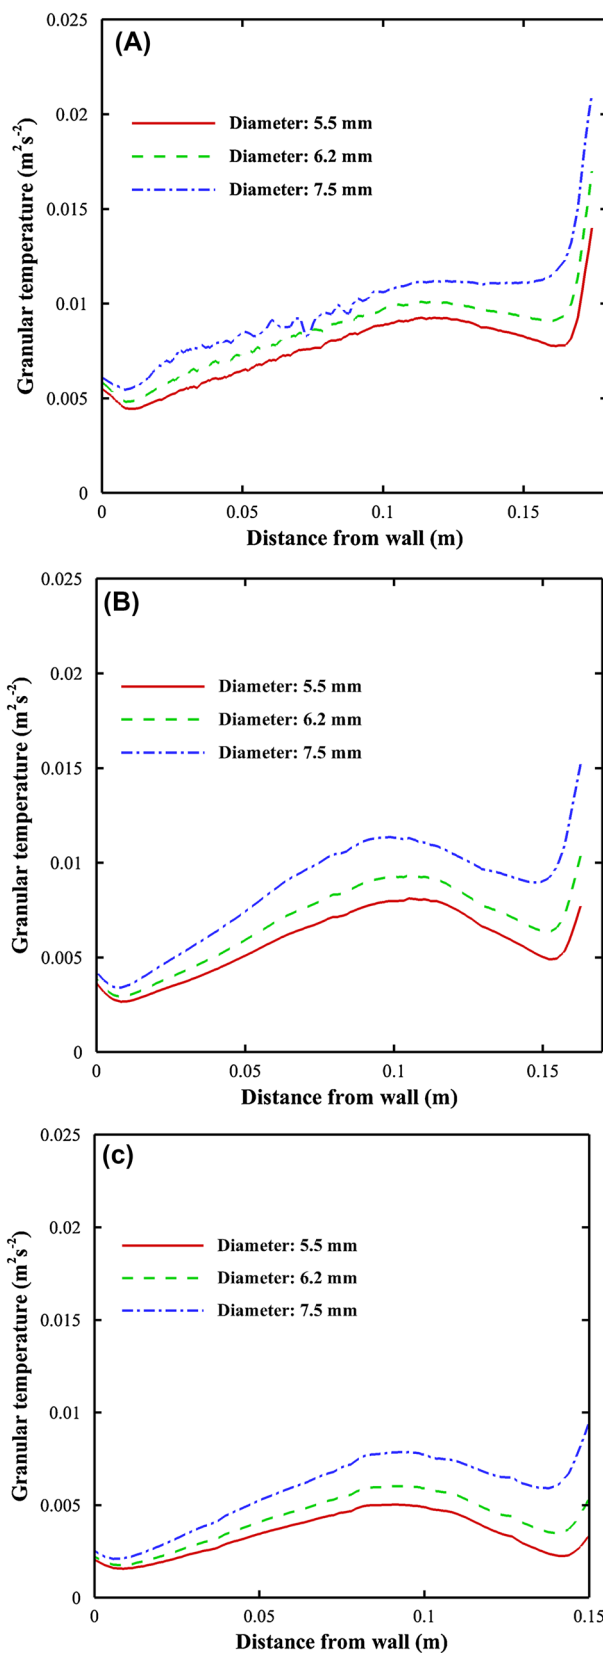 (A)
0.025
0.02
0.015
0.01
0.005
0
Granular temperature (m²s⁻²)
Diameter: 5.5 mm
Diameter: 6.2 mm
Diameter: 7.5 mm
0 0.05 0.1 0.15
Distance from wall (m)
(B)
0.025
0.02
0.015
0.01
0.005
0
Granular temperature (m²s⁻²)
Diameter: 5.5 mm
Diameter: 6.2 mm
Diameter: 7.5 mm
0 0.05 0.1 0.15
Distance from wall (m)
(c)
0.025
0.02
0.015
0.01
0.005
0
Granular temperature (m²s⁻²)
Diameter: 5.5 mm
Diameter: 6.2 mm
Diameter: 7.5 mm
0 0.05 0.1 0.15
Distance from wall (m)